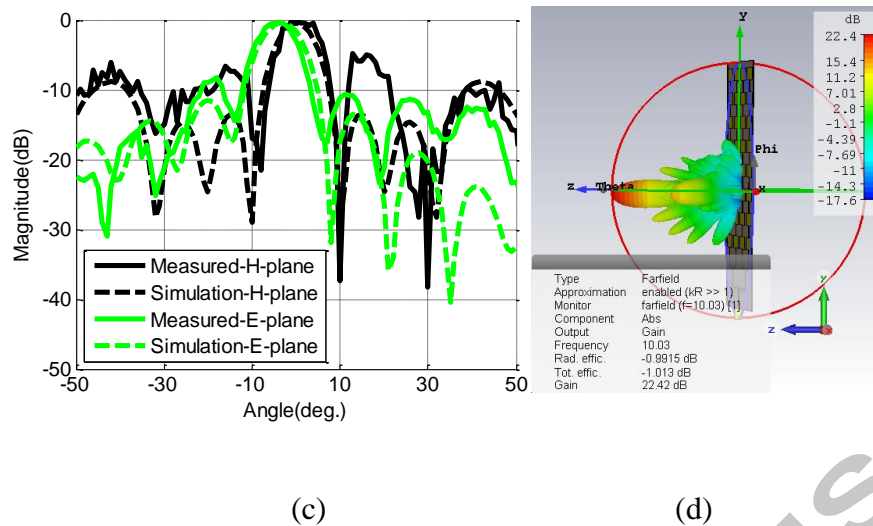 0
-10
-20
-30
-40
-50
Magnitude(dB)
Measured-H-plane
Simulation-H-plane
Measured-E-plane
Simulation-E-plane
-50
-30
-10
10
30
50
Angle(deg.)
(c)
dB
22.4
15.4
11.2
7.01
2.8
-1.1
-4.39
-7.69
-11
-14.3
-17.6
Y
Phi
z
Theta
x
Type Farfield
Approximation enabled (kR >> 1)
Monitor farfield (f=10.03) [1]
Component Abs
Output Gain
Frequency 10.03
Rad. effic. -0.9915 dB
Tot. effic. -1.013 dB
Gain 22.42 dB
Y
z
x
(d)